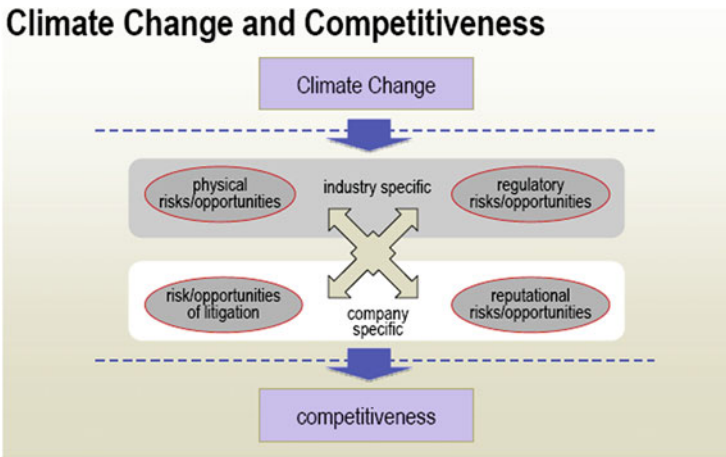 Climate Change and Competitiveness
Climate Change
physical
risks/opportunities
industry specific
regulatory
risks/opportunities
risk/opportunities
of litigation
company
specific
reputational
risks/opportunities
competitiveness